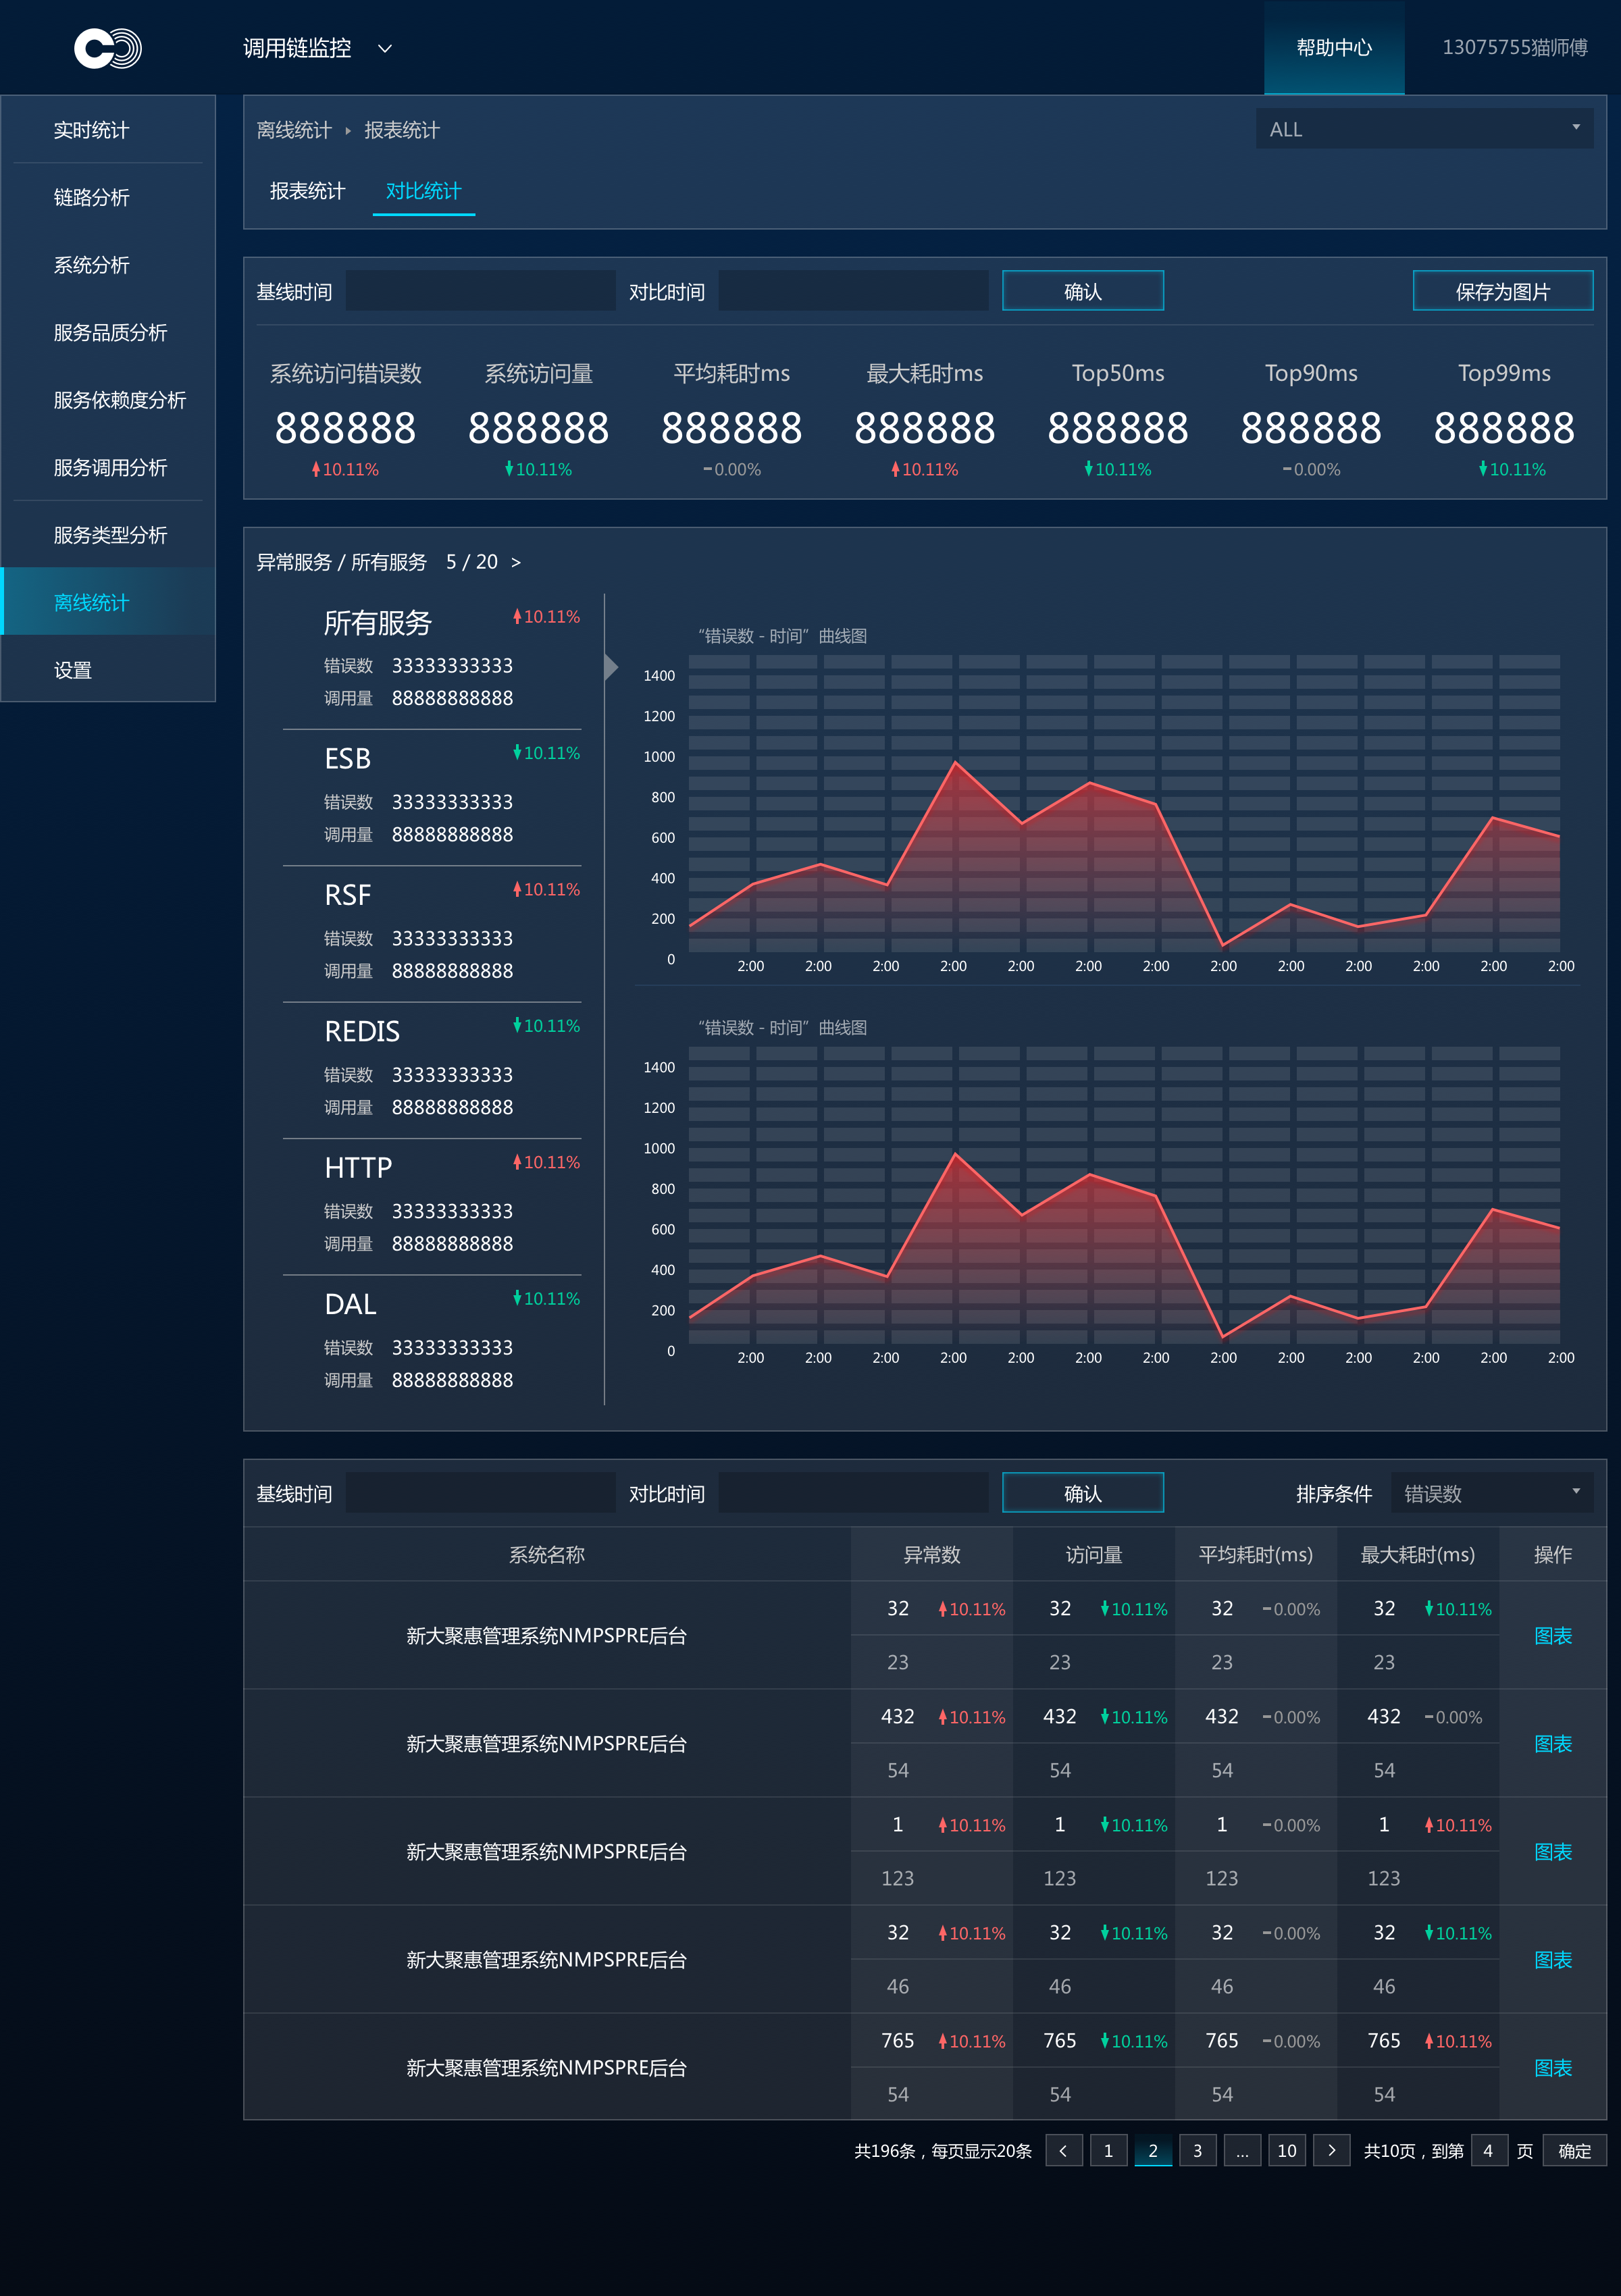 调用链监控
帮助中心 13075755猫师傅
实时统计
链路分析
系统分析
服务品质分析
服务依赖度分析
服务调用分析
服务类型分析
离线统计
设置
离线统计 报表统计 ALL
报表统计 对比统计
基线时间 对比时间 确认 保存为图片
系统访问错误数 系统访问量 平均耗时ms 最大耗时ms Top50ms Top90ms Top99ms
888888 888888 888888 888888 888888 888888 888888
10.11% 10.11% 0.00% 10.11% 10.11% 0.00% 10.11%
异常服务 / 所有服务 5 / 20 >
所有服务 10.11%
错误数 33333333333
调用量 88888888888
ESB 10.11%
错误数 33333333333
调用量 88888888888
RSF 10.11%
错误数 33333333333
调用量 88888888888
REDIS 10.11%
错误数 33333333333
调用量 88888888888
HTTP 10.11%
错误数 33333333333
调用量 88888888888
DAL 10.11%
错误数 33333333333
调用量 88888888888
“错误数 - 时间”曲线图
1400
1200
1000
800
600
400
200
0
2:00 2:00 2:00 2:00 2:00 2:00 2:00 2:00 2:00 2:00 2:00 2:00 2:00
“错误数 - 时间”曲线图
1400
1200
1000
800
600
400
200
0
2:00 2:00 2:00 2:00 2:00 2:00 2:00 2:00 2:00 2:00 2:00 2:00 2:00
基线时间 对比时间 确认 排序条件 错误数
系统名称 异常数 访问量 平均耗时(ms) 最大耗时(ms) 操作
32 10.11% 32 10.11% 32 0.00% 32 10.11%
新大聚惠管理系统NMPSPRE后台 图表
23 23 23 23
432 10.11% 432 10.11% 432 0.00% 432 0.00%
新大聚惠管理系统NMPSPRE后台 图表
54 54 54 54
1 10.11% 1 10.11% 1 0.00% 1 10.11%
新大聚惠管理系统NMPSPRE后台 图表
123 123 123 123
32 10.11% 32 10.11% 32 0.00% 32 10.11%
新大聚惠管理系统NMPSPRE后台 图表
46 46 46 46
765 10.11% 765 10.11% 765 0.00% 765 10.11%
新大聚惠管理系统NMPSPRE后台 图表
54 54 54 54
共196条，每页显示20条 < 1 2 3 ... 10 > 共10页，到第 4 页 确定